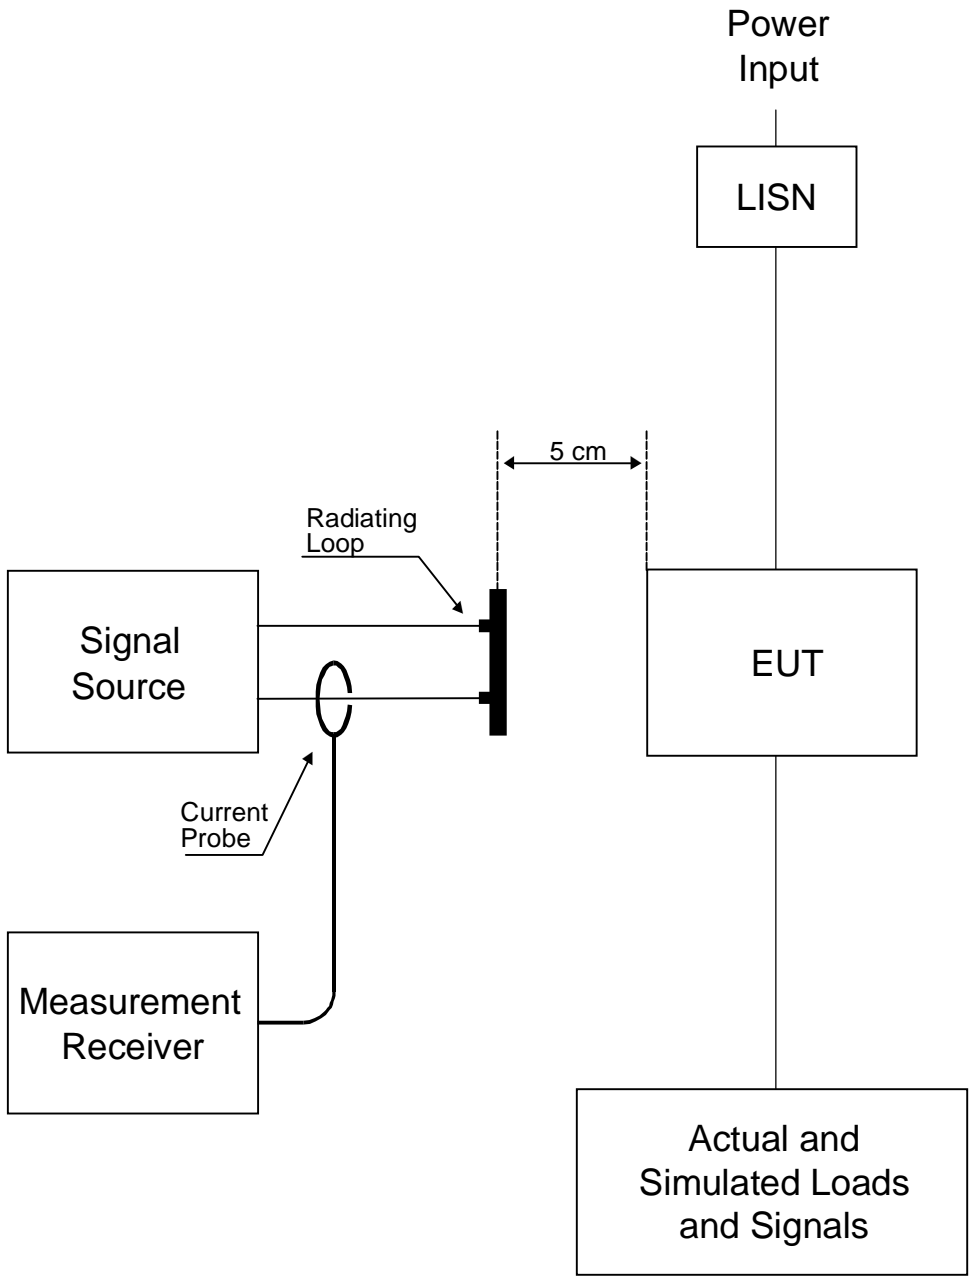 Power
Input
LISN
5 cm
Radiating
Loop
Signal
Source
EUT
Current
Probe
Measurement
Receiver
Actual and
Simulated Loads
and Signals